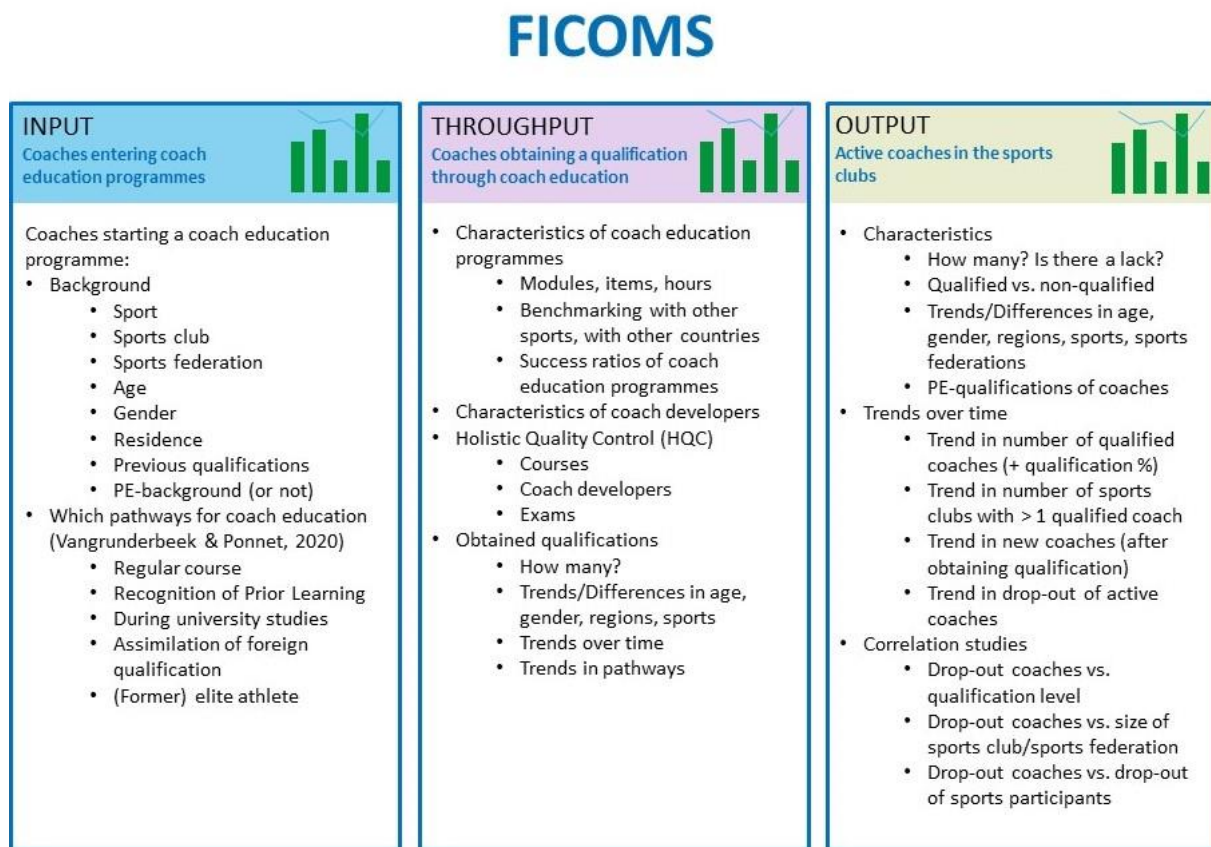 FICOMS
INPUT
Coaches entering coach
education programmes
Coaches starting a coach education
programme:
• Background
• Sport
• Sports club
• Sports federation
• Age
• Gender
• Residence
• Previous qualifications
• PE-background (or not)
• Which pathways for coach education
(Vangrunderbeek & Ponnet, 2020)
• Regular course
• Recognition of Prior Learning
• During university studies
• Assimilation of foreign
qualification
• (Former) elite athlete
THROUGHPUT
Coaches obtaining a qualification
through coach education
• Characteristics of coach education
programmes
• Modules, items, hours
• Benchmarking with other
sports, with other countries
• Success ratios of coach
education programmes
• Characteristics of coach developers
• Holistic Quality Control (HQC)
• Courses
• Coach developers
• Exams
• Obtained qualifications
• How many?
• Trends/Differences in age,
gender, regions, sports
• Trends over time
• Trends in pathways
OUTPUT
Active coaches in the sports
clubs
• Characteristics
• How many? Is there a lack?
• Qualified vs. non-qualified
• Trends/Differences in age,
gender, regions, sports, sports
federations
• PE-qualifications of coaches
• Trends over time
• Trend in number of qualified
coaches (+ qualification %)
• Trend in number of sports
clubs with > 1 qualified coach
• Trend in new coaches (after
obtaining qualification)
• Trend in drop-out of active
coaches
• Correlation studies
• Drop-out coaches vs.
qualification level
• Drop-out coaches vs. size of
sports club/sports federation
• Drop-out coaches vs. drop-out
of sports participants